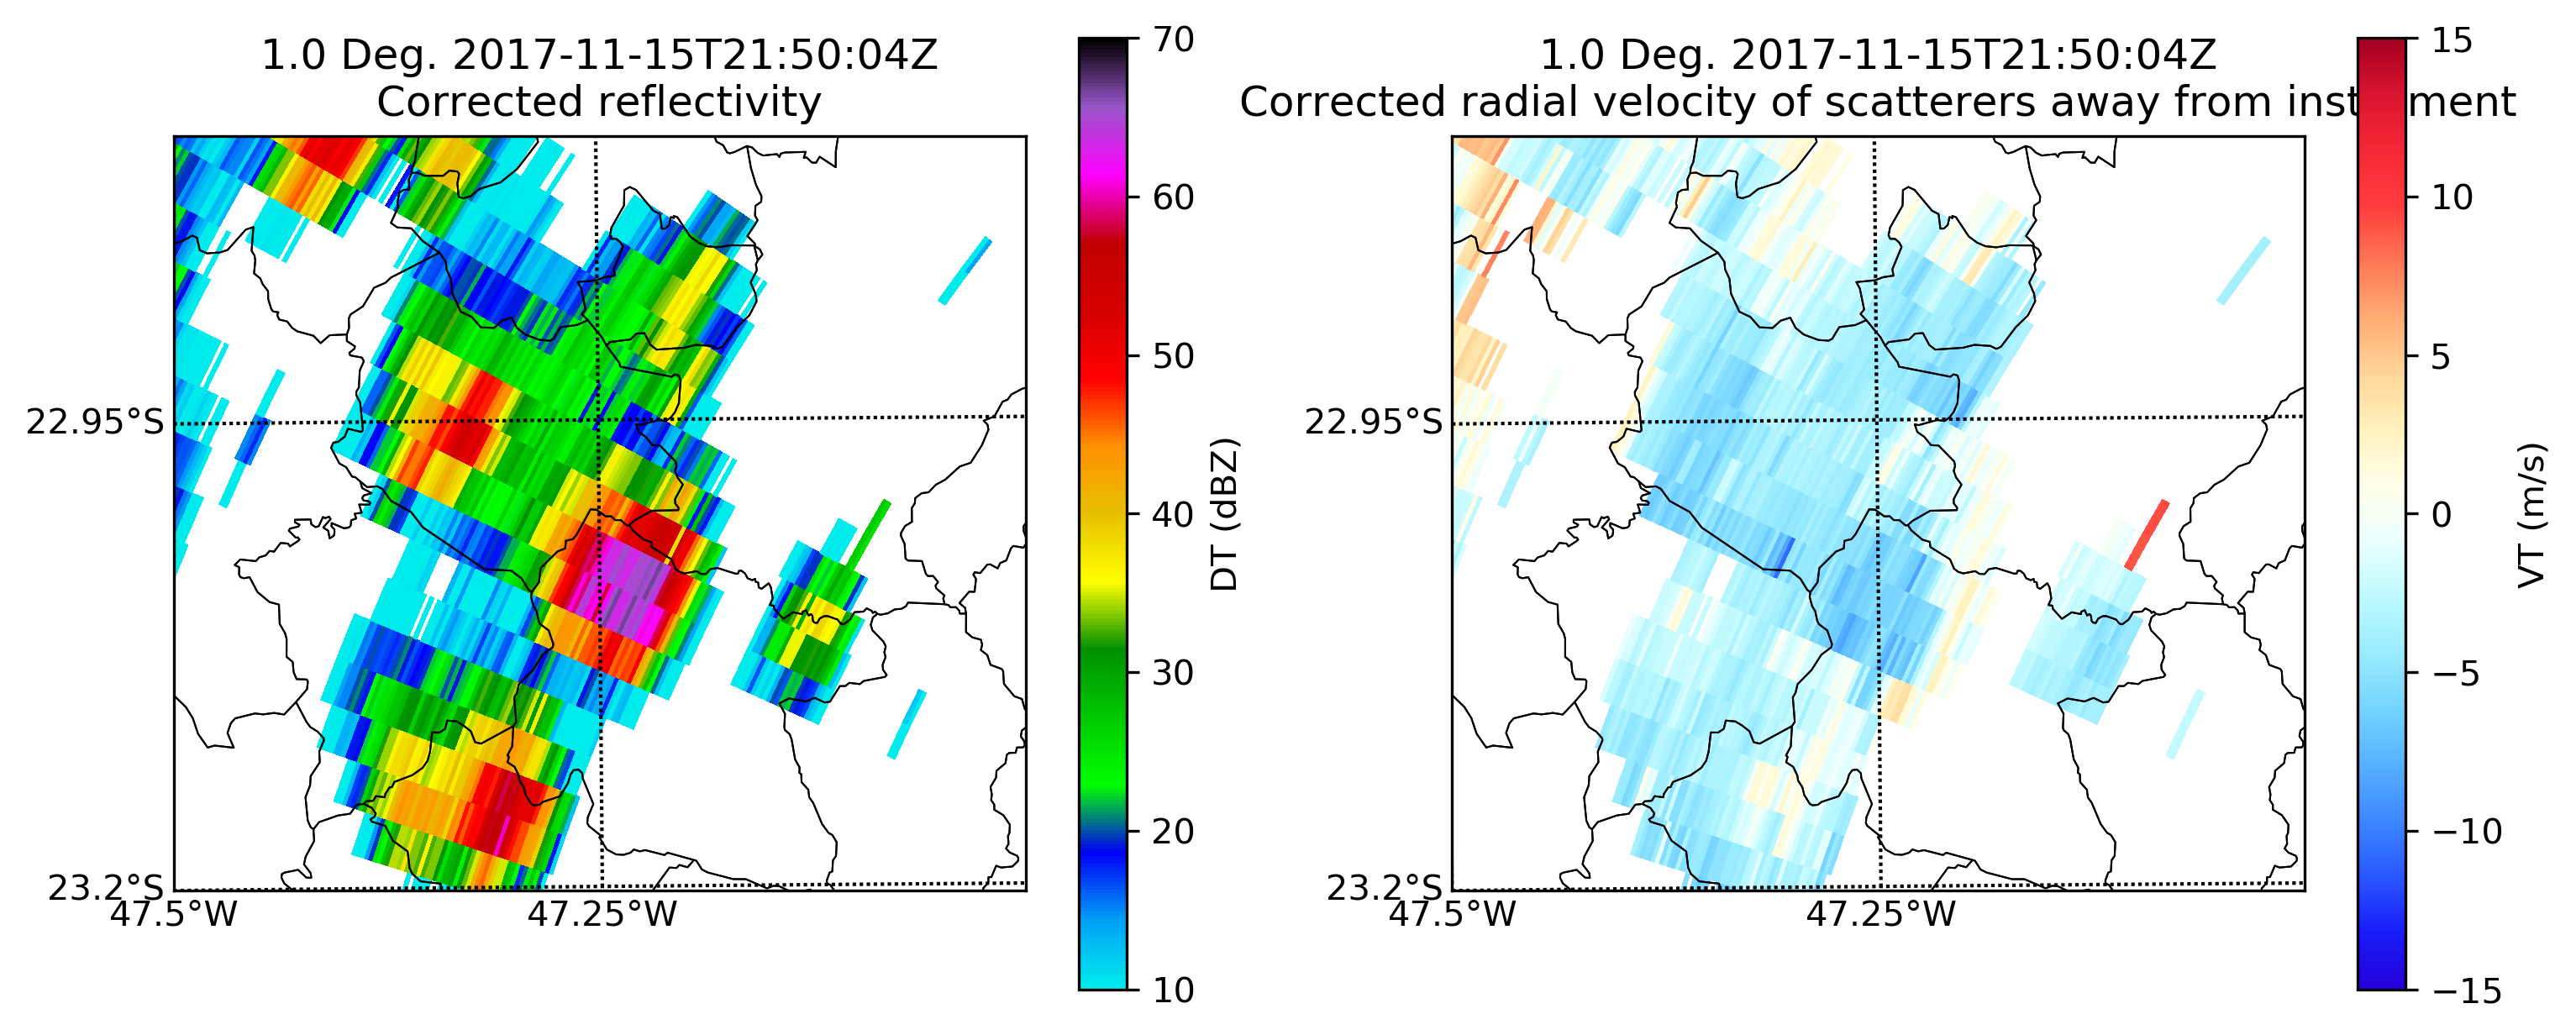 1.0 Deg. 2017-11-15T21:50:04Z
Corrected reflectivity
22.95°S
23.2°S
47.5°W
47.25°W
70
60
50
40
30
20
10
DT (dBZ)
1.0 Deg. 2017-11-15T21:50:04Z
Corrected radial velocity of scatterers away from inst ment
22.95°S
23.2°S
47.5°W
47.25°W
15
10
5
0
−5
−10
−15
VT (m/s)